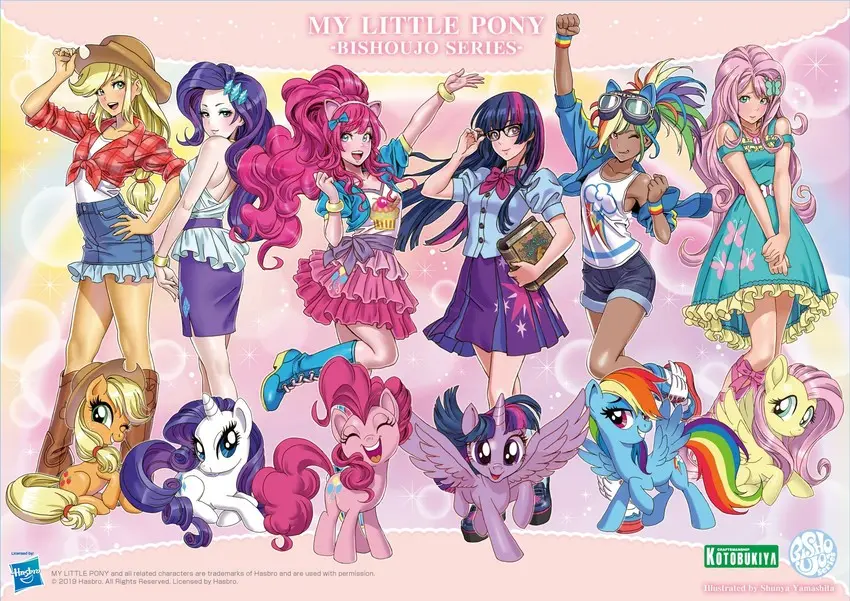 MY LITTLE PONY
-BISHOUJO SERIES-
Licensed by:
Hasbro
MY LITTLE PONY and all related characters are trademarks of Hasbro and are used with permission.
© 2019 Hasbro. All Rights Reserved. Licensed by Hasbro.
CRAFTSMANSHIP
KOTOBUKIYA
BISHO
UJO
Illustrated by Shunya Yamashita